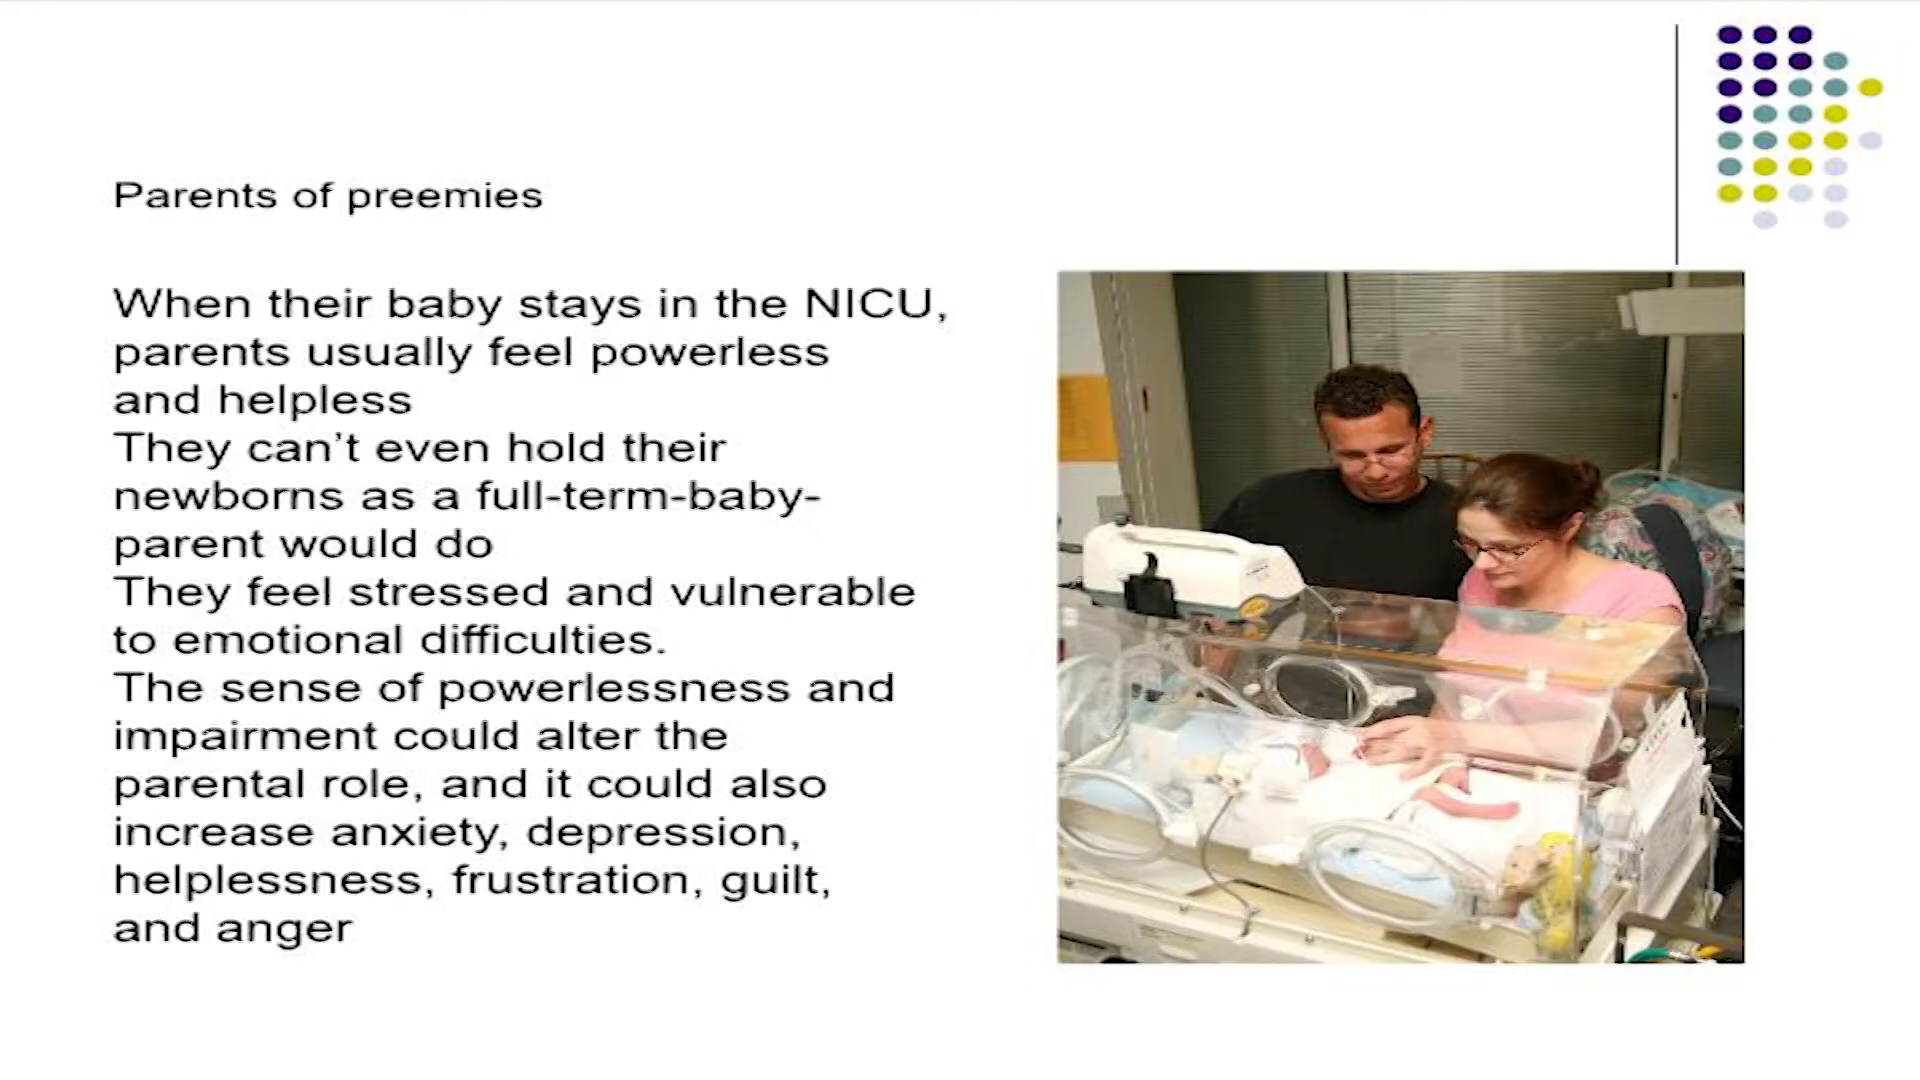 Parents of preemies
When their baby stays in the NICU,
parents usually feel powerless
and helpless
They can’t even hold their
newborns as a full-term-baby-
parent would do
They feel stressed and vulnerable
to emotional difficulties.
The sense of powerlessness and
impairment could alter the
parental role, and it could also
increase anxiety, depression,
helplessness, frustration, guilt,
and anger